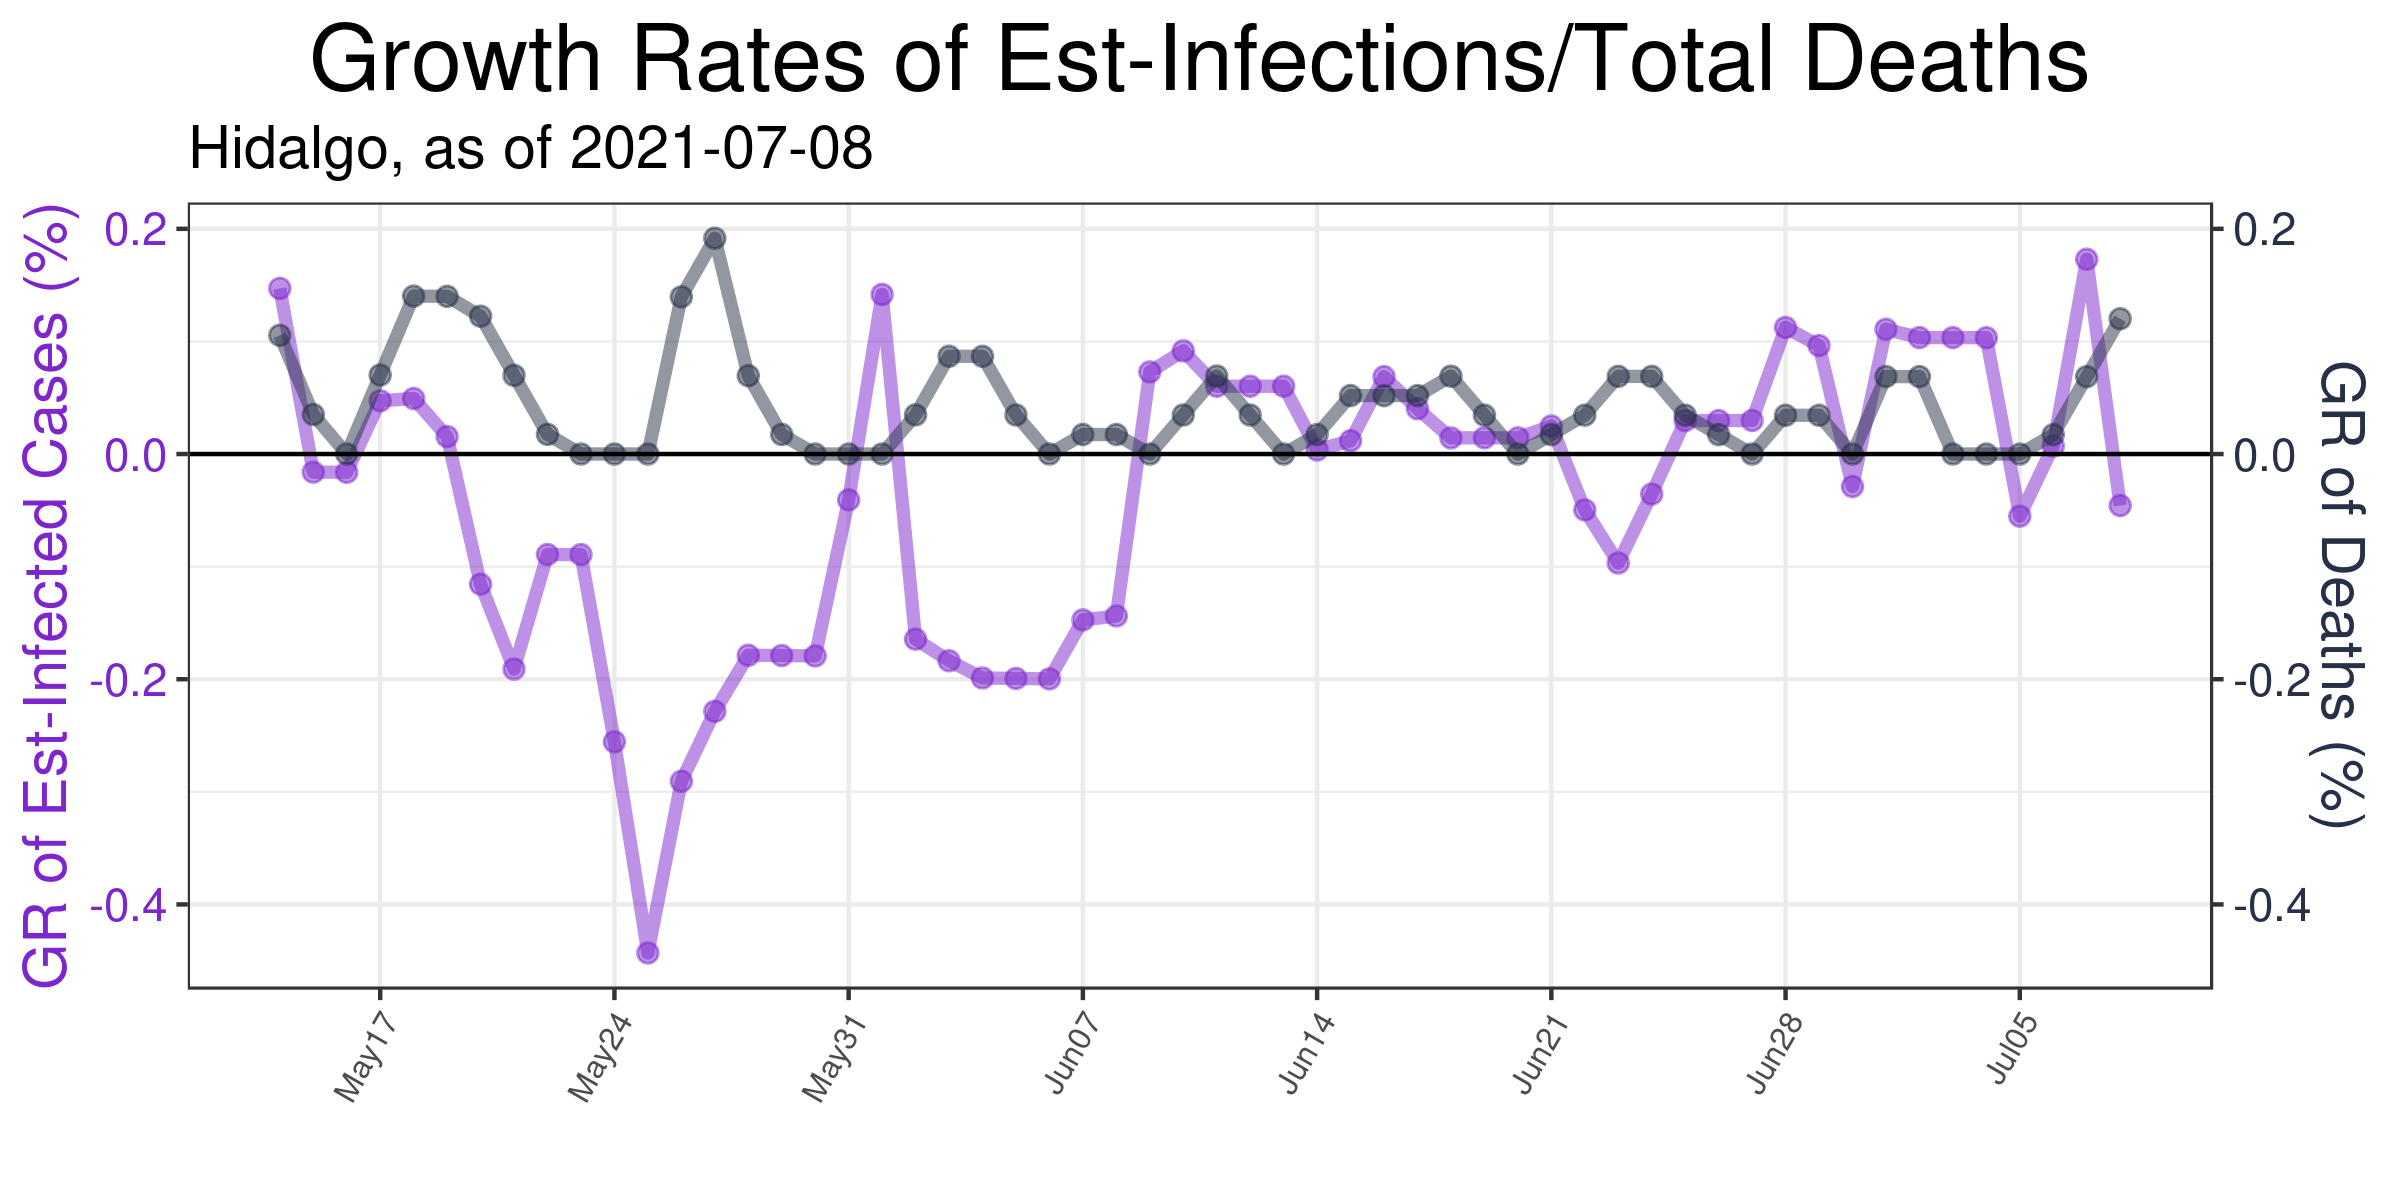 Growth Rates of Est-Infections/Total Deaths
Hidalgo, as of 2021-07-08
GR of Est-Infected Cases (%)
0.2
0.0
-0.2
-0.4
0.2
0.0
-0.2
-0.4
GR of Deaths (%)
May17
May24
May31
Jun07
Jun14
Jun21
Jun28
Jul05